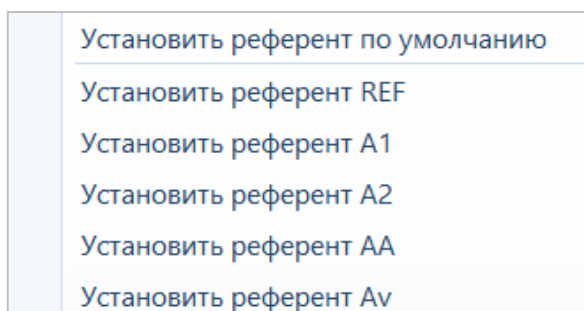 Установить референт по умолчанию
Установить референт REF
Установить референт A1
Установить референт A2
Установить референт AA
Установить референт Av